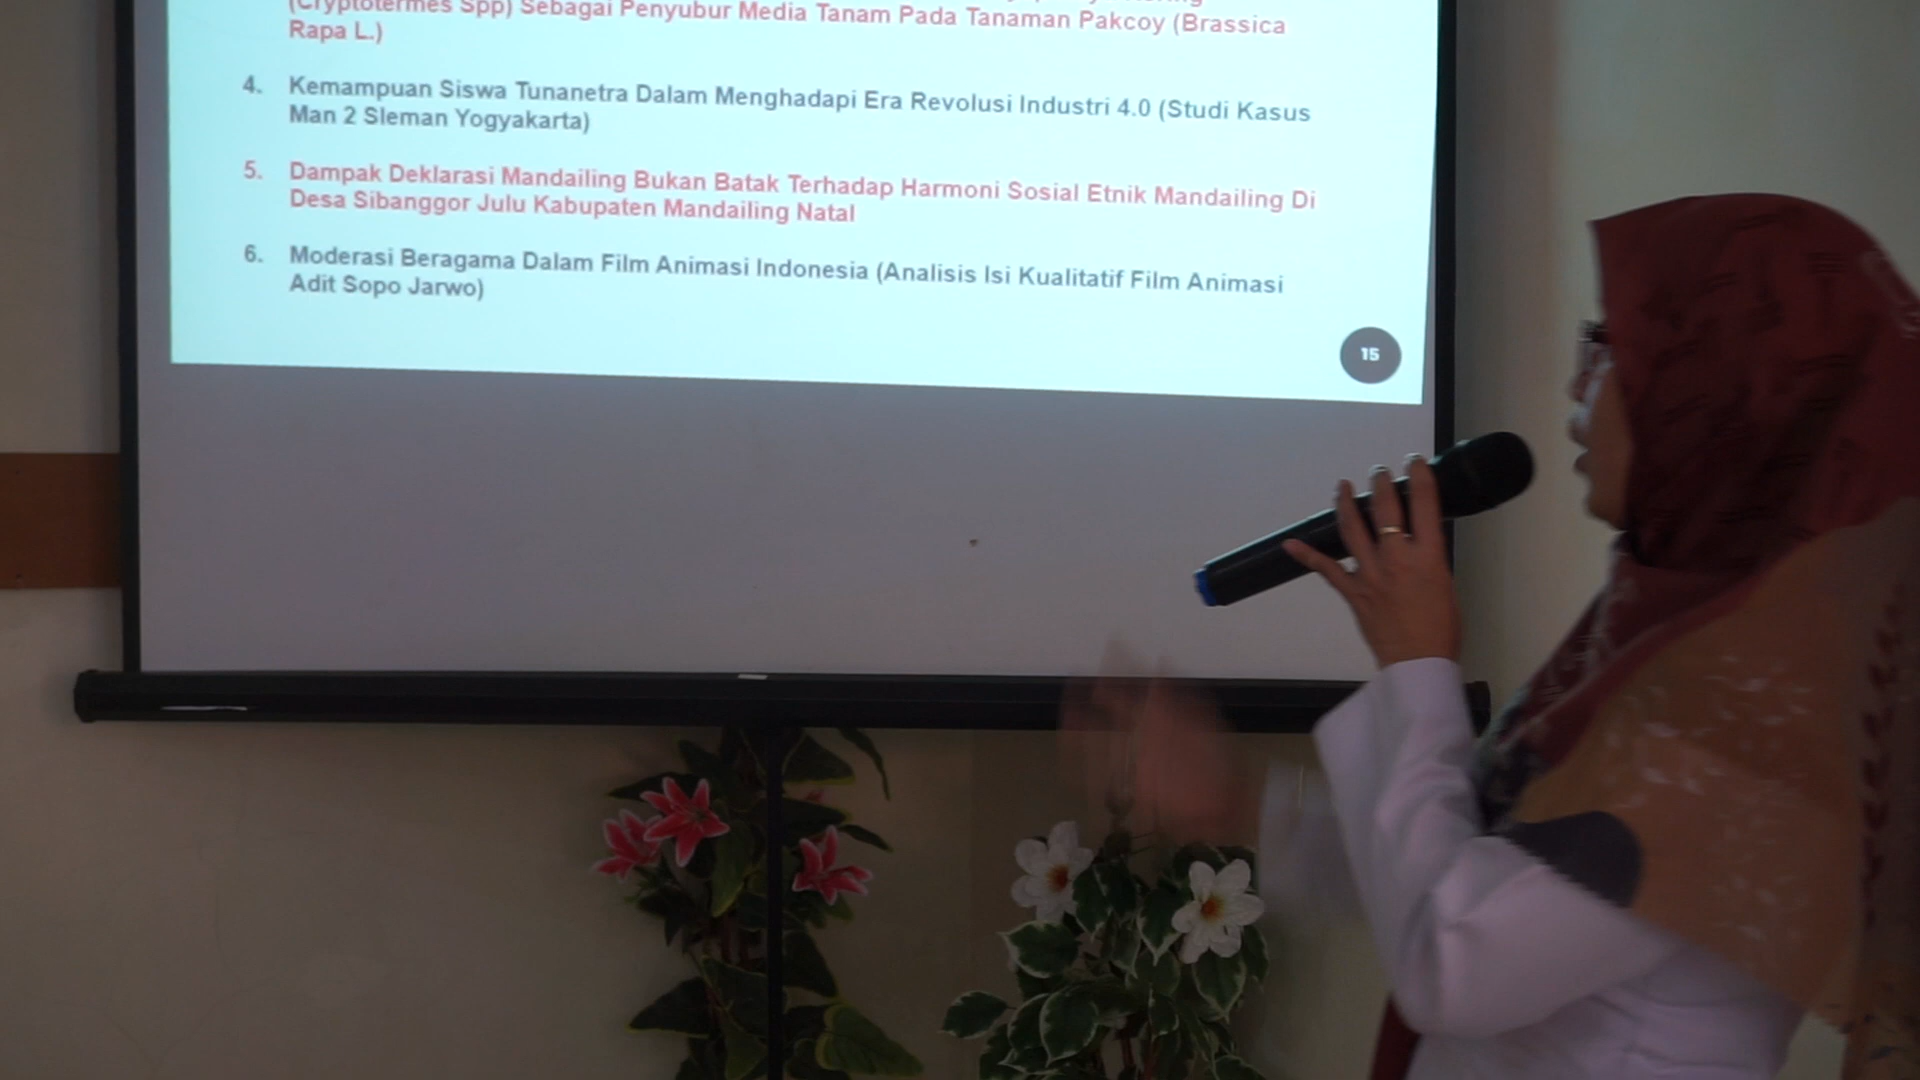 (Cryptotermes Spp) Sebagai Penyubur Media Tanam Pada Tanaman Pakcoy (Brassica
Rapa L.)
4. Kemampuan Siswa Tunanetra Dalam Menghadapi Era Revolusi Industri 4.0 (Studi Kasus
Man 2 Sleman Yogyakarta)
5. Dampak Deklarasi Mandailing Bukan Batak Terhadap Harmoni Sosial Etnik Mandailing Di
Desa Sibanggor Julu Kabupaten Mandailing Natal
6. Moderasi Beragama Dalam Film Animasi Indonesia (Analisis Isi Kualitatif Film Animasi
Adit Sopo Jarwo)
15